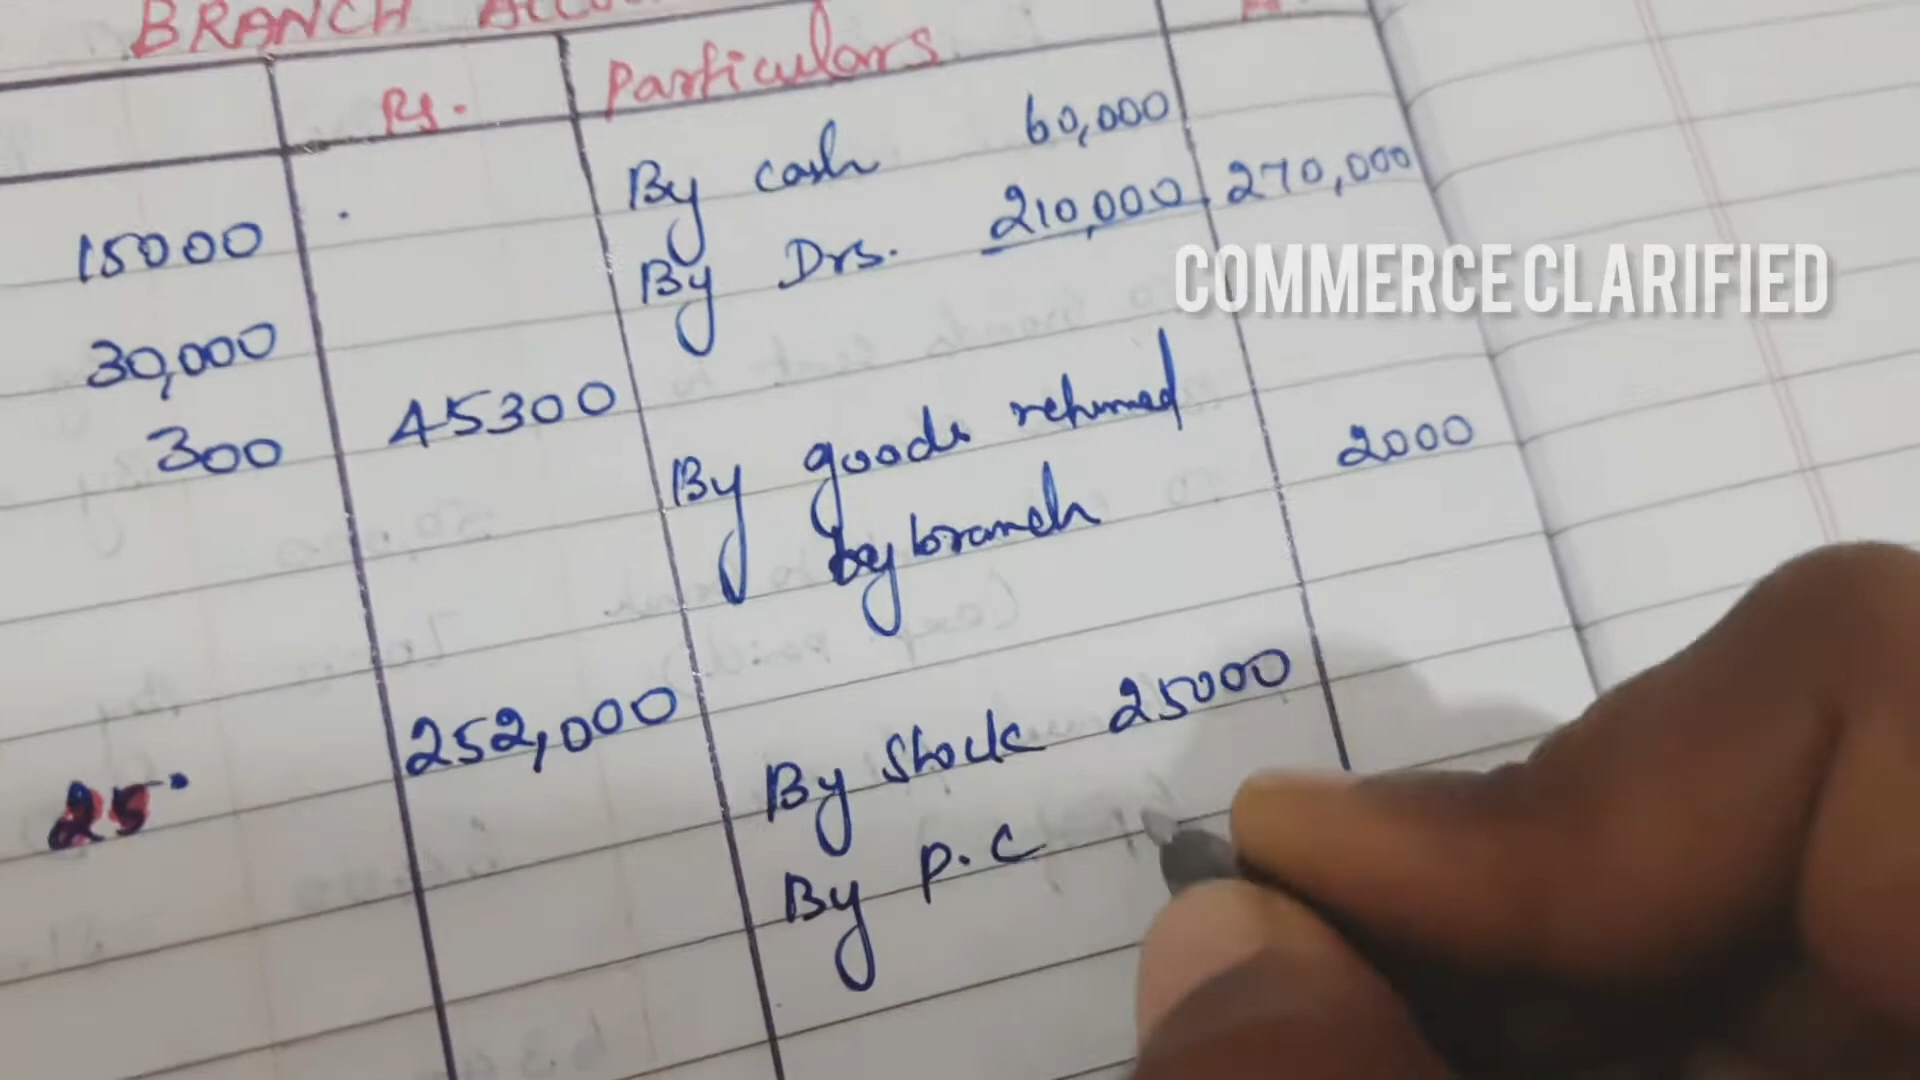 BRANCH
Rs. Particulars
By cash 60,000
15000 By Drs. 210,000 270,000
COMMERCE CLARIFIED
30,000
300 45300 By goods returned 2000
by branch
252,000 By Stock 25000
25 By P.C